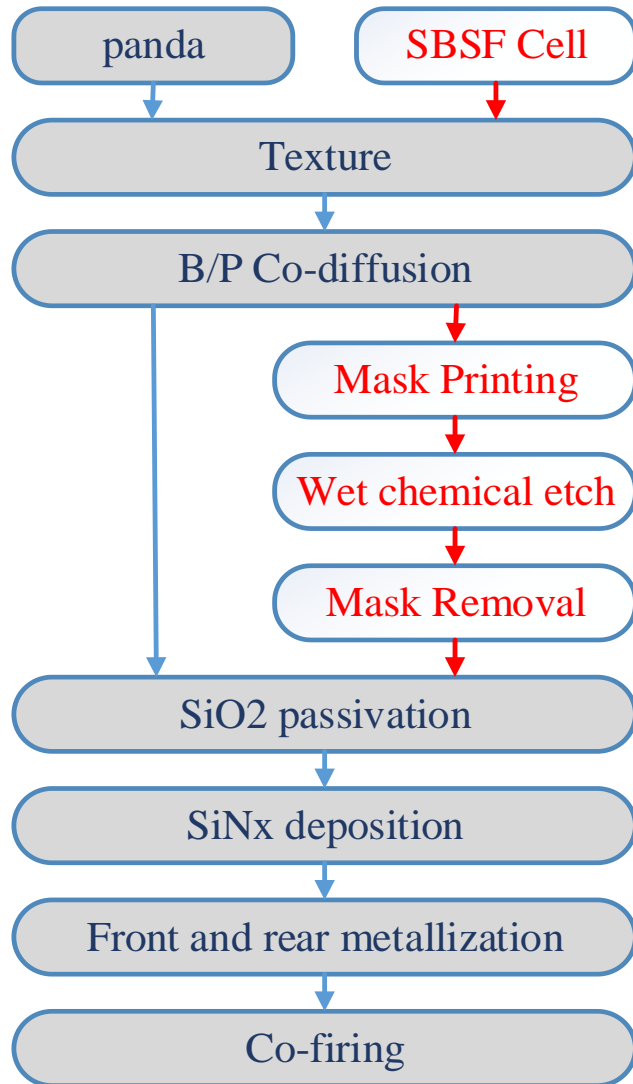 panda
SBSF Cell
Texture
B/P Co-diffusion
Mask Printing
Wet chemical etch
Mask Removal
SiO2 passivation
SiNx deposition
Front and rear metallization
Co-firing